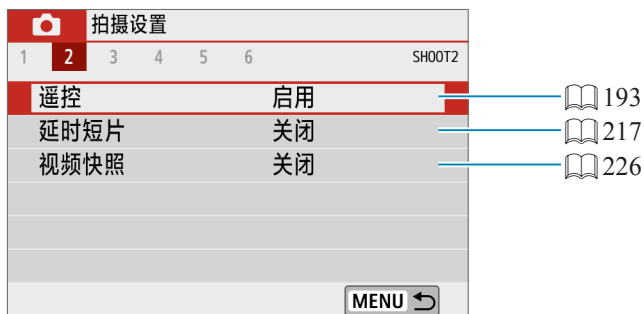 拍摄设置
1 2 3 4 5 6 SHOOT2
遥控 启用 193
延时短片 关闭 217
视频快照 关闭 226
MENU